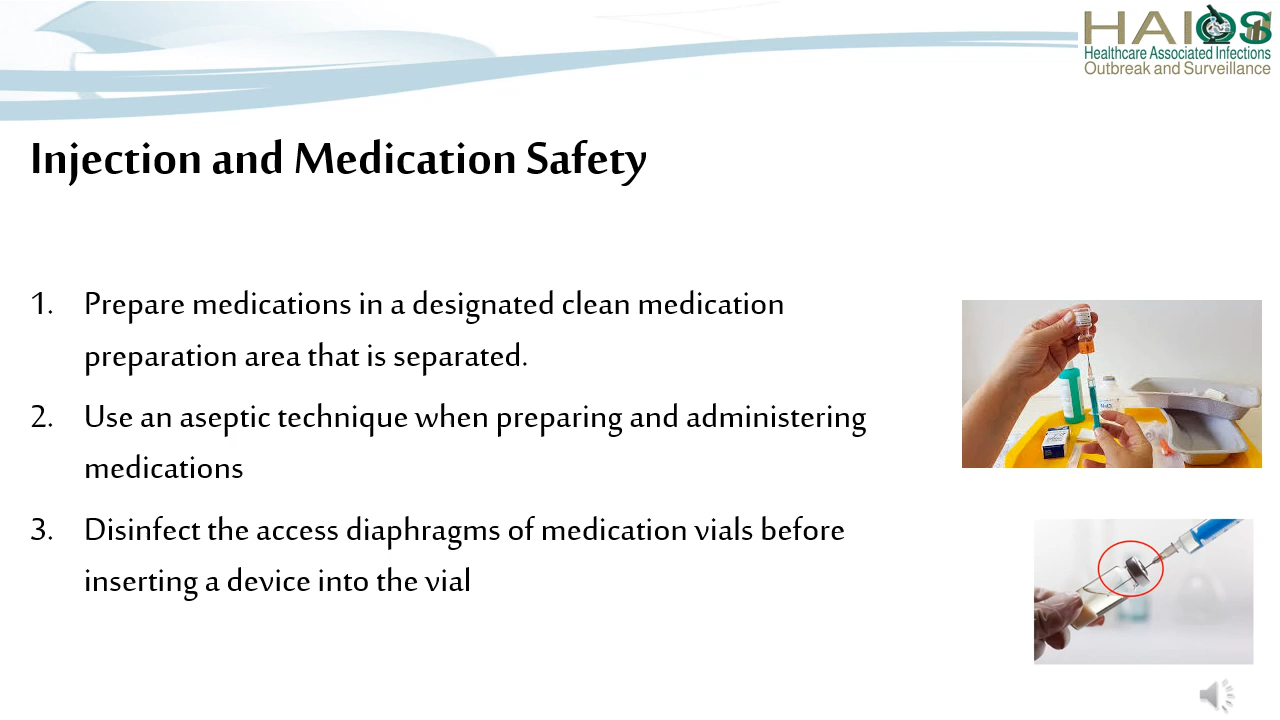 HAIOS
Healthcare Associated Infections
Outbreak and Surveillance
Injection and Medication Safety
1. Prepare medications in a designated clean medication
preparation area that is separated.
2. Use an aseptic technique when preparing and administering
medications
3. Disinfect the access diaphragms of medication vials before
inserting a device into the vial